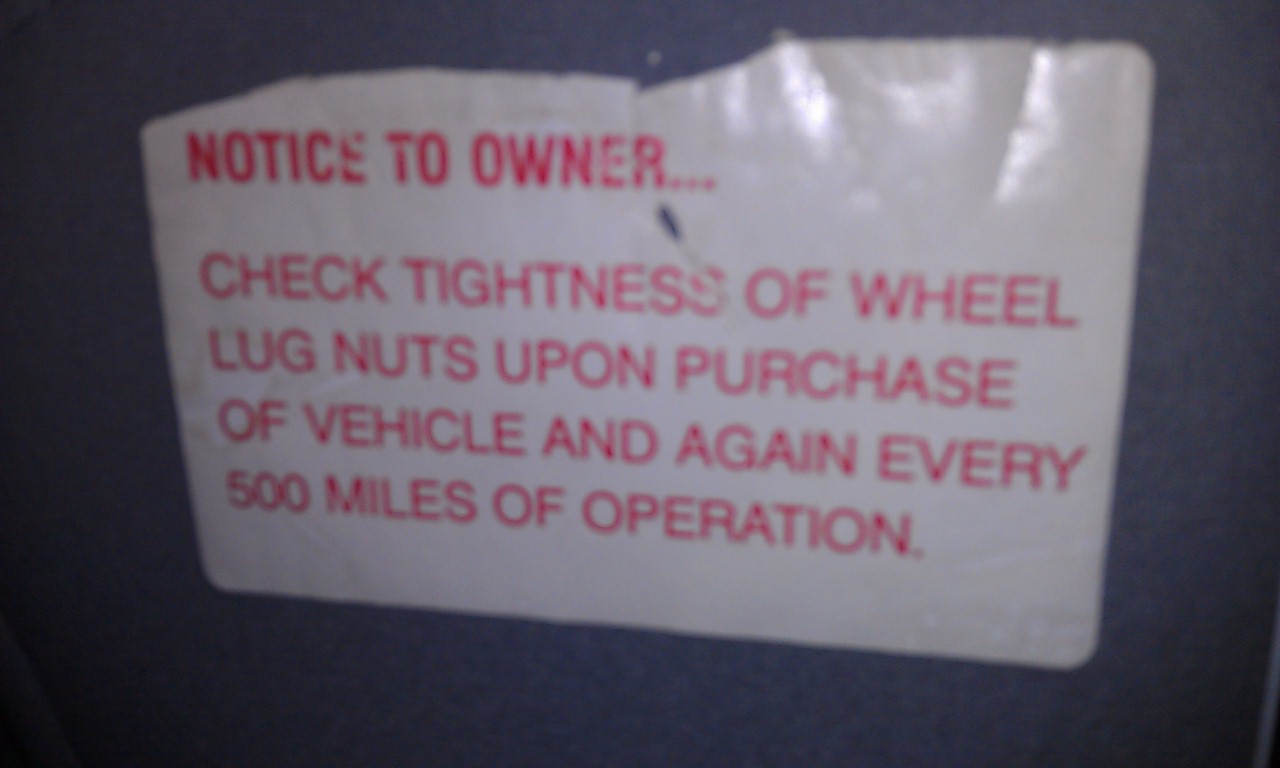 NOTICE TO OWNER...
CHECK TIGHTNESS OF WHEEL
LUG NUTS UPON PURCHASE
OF VEHICLE AND AGAIN EVERY
500 MILES OF OPERATION.